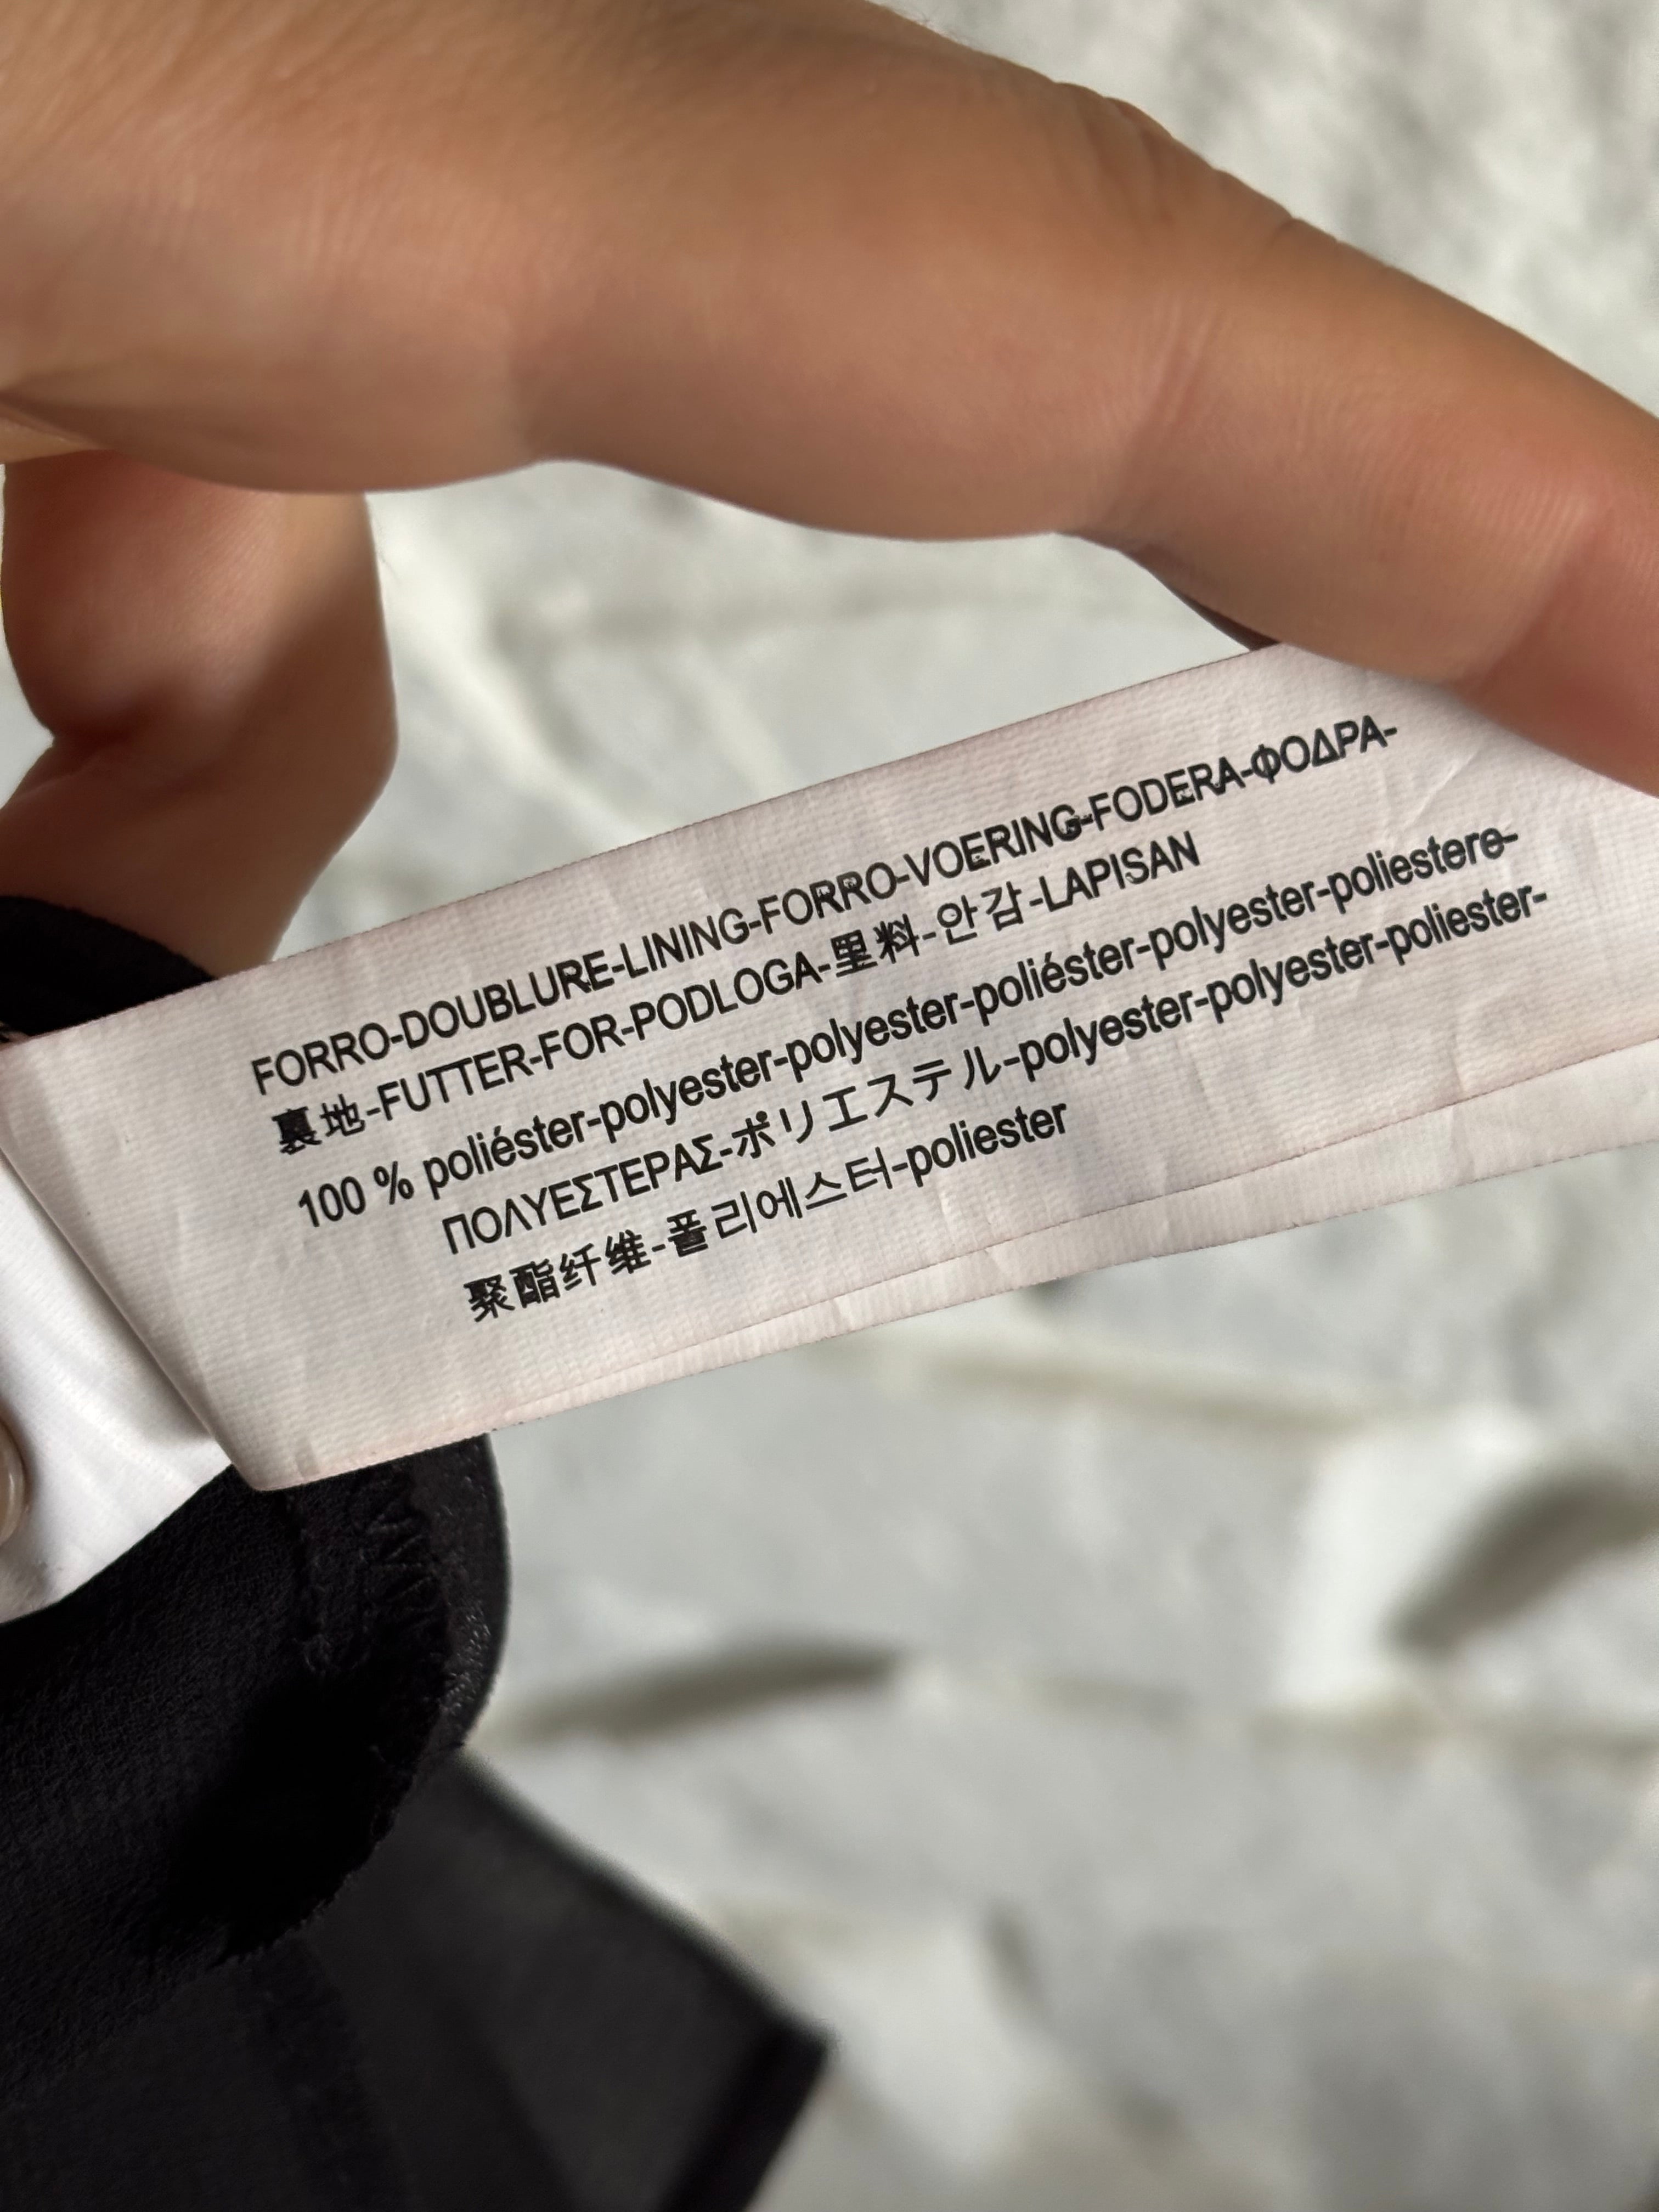 FORRO-DOUBLURE-LINING-FORRO-VOERING-FODERA-ΦΟΔΡΑ-
裏地-FUTTER-FOR-PODLOGA-里料-안감-LAPISAN
100 % poliéster-polyester-polyester-poliéster-polyester-poliestere-
ΠΟΛΥΕΣΤΕΡΑΣ-ポリエステル-polyester-polyester-poliester-
聚酯纤维-폴리에스터-poliester